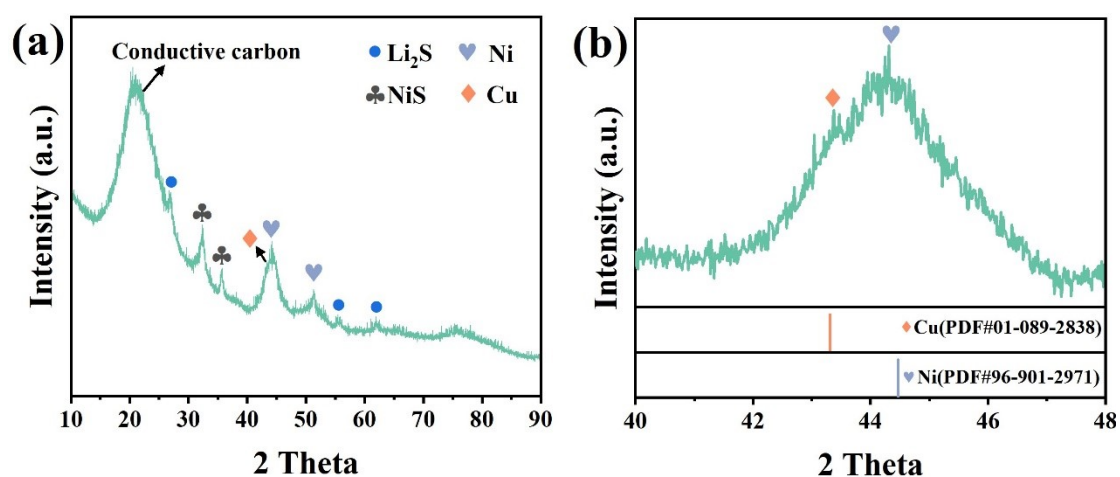 (a)
Conductive carbon
Li₂S
Ni
NiS
Cu
Intensity (a.u.)
10 20 30 40 50 60 70 80 90
2 Theta
(b)
Intensity (a.u.)
Cu(PDF#01-089-2838)
Ni(PDF#96-901-2971)
40 42 44 46 48
2 Theta